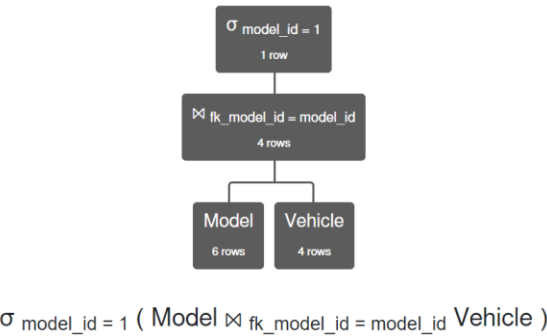 σ model_id = 1
1 row
⋈ fk_model_id = model_id
4 rows
Model Vehicle
6 rows 4 rows
σ model_id = 1 ( Model ⋈ fk_model_id = model_id Vehicle )